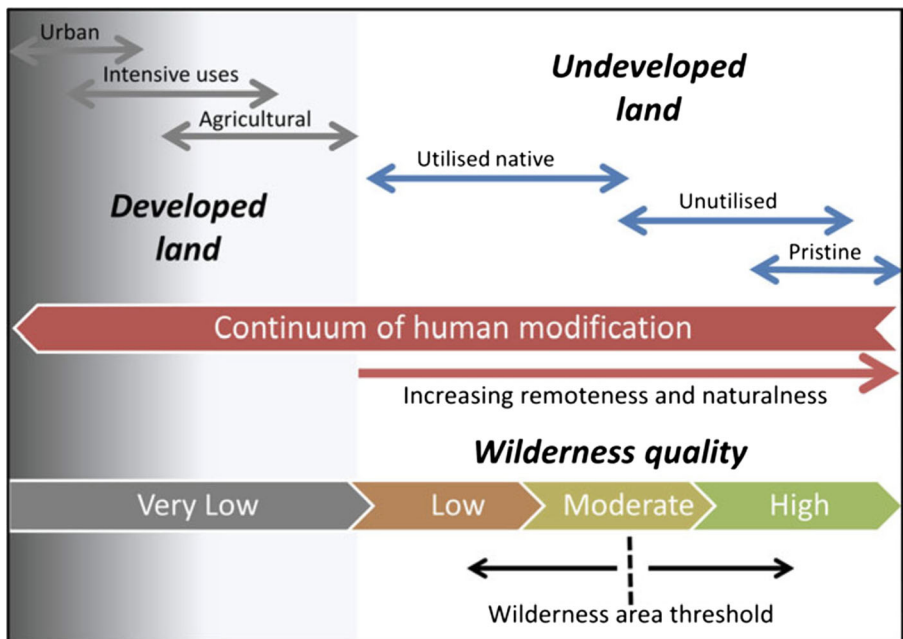 Urban
Intensive uses
Agricultural
Undeveloped
land
Utilised native
Developed
land
Unutilised
Pristine
Continuum of human modification
Increasing remoteness and naturalness
Wilderness quality
Very Low
Low
Moderate
High
Wilderness area threshold